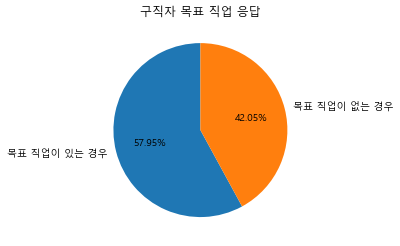 구직자 목표 직업 응답
목표 직업이 없는 경우
42.05%
57.95%
목표 직업이 있는 경우